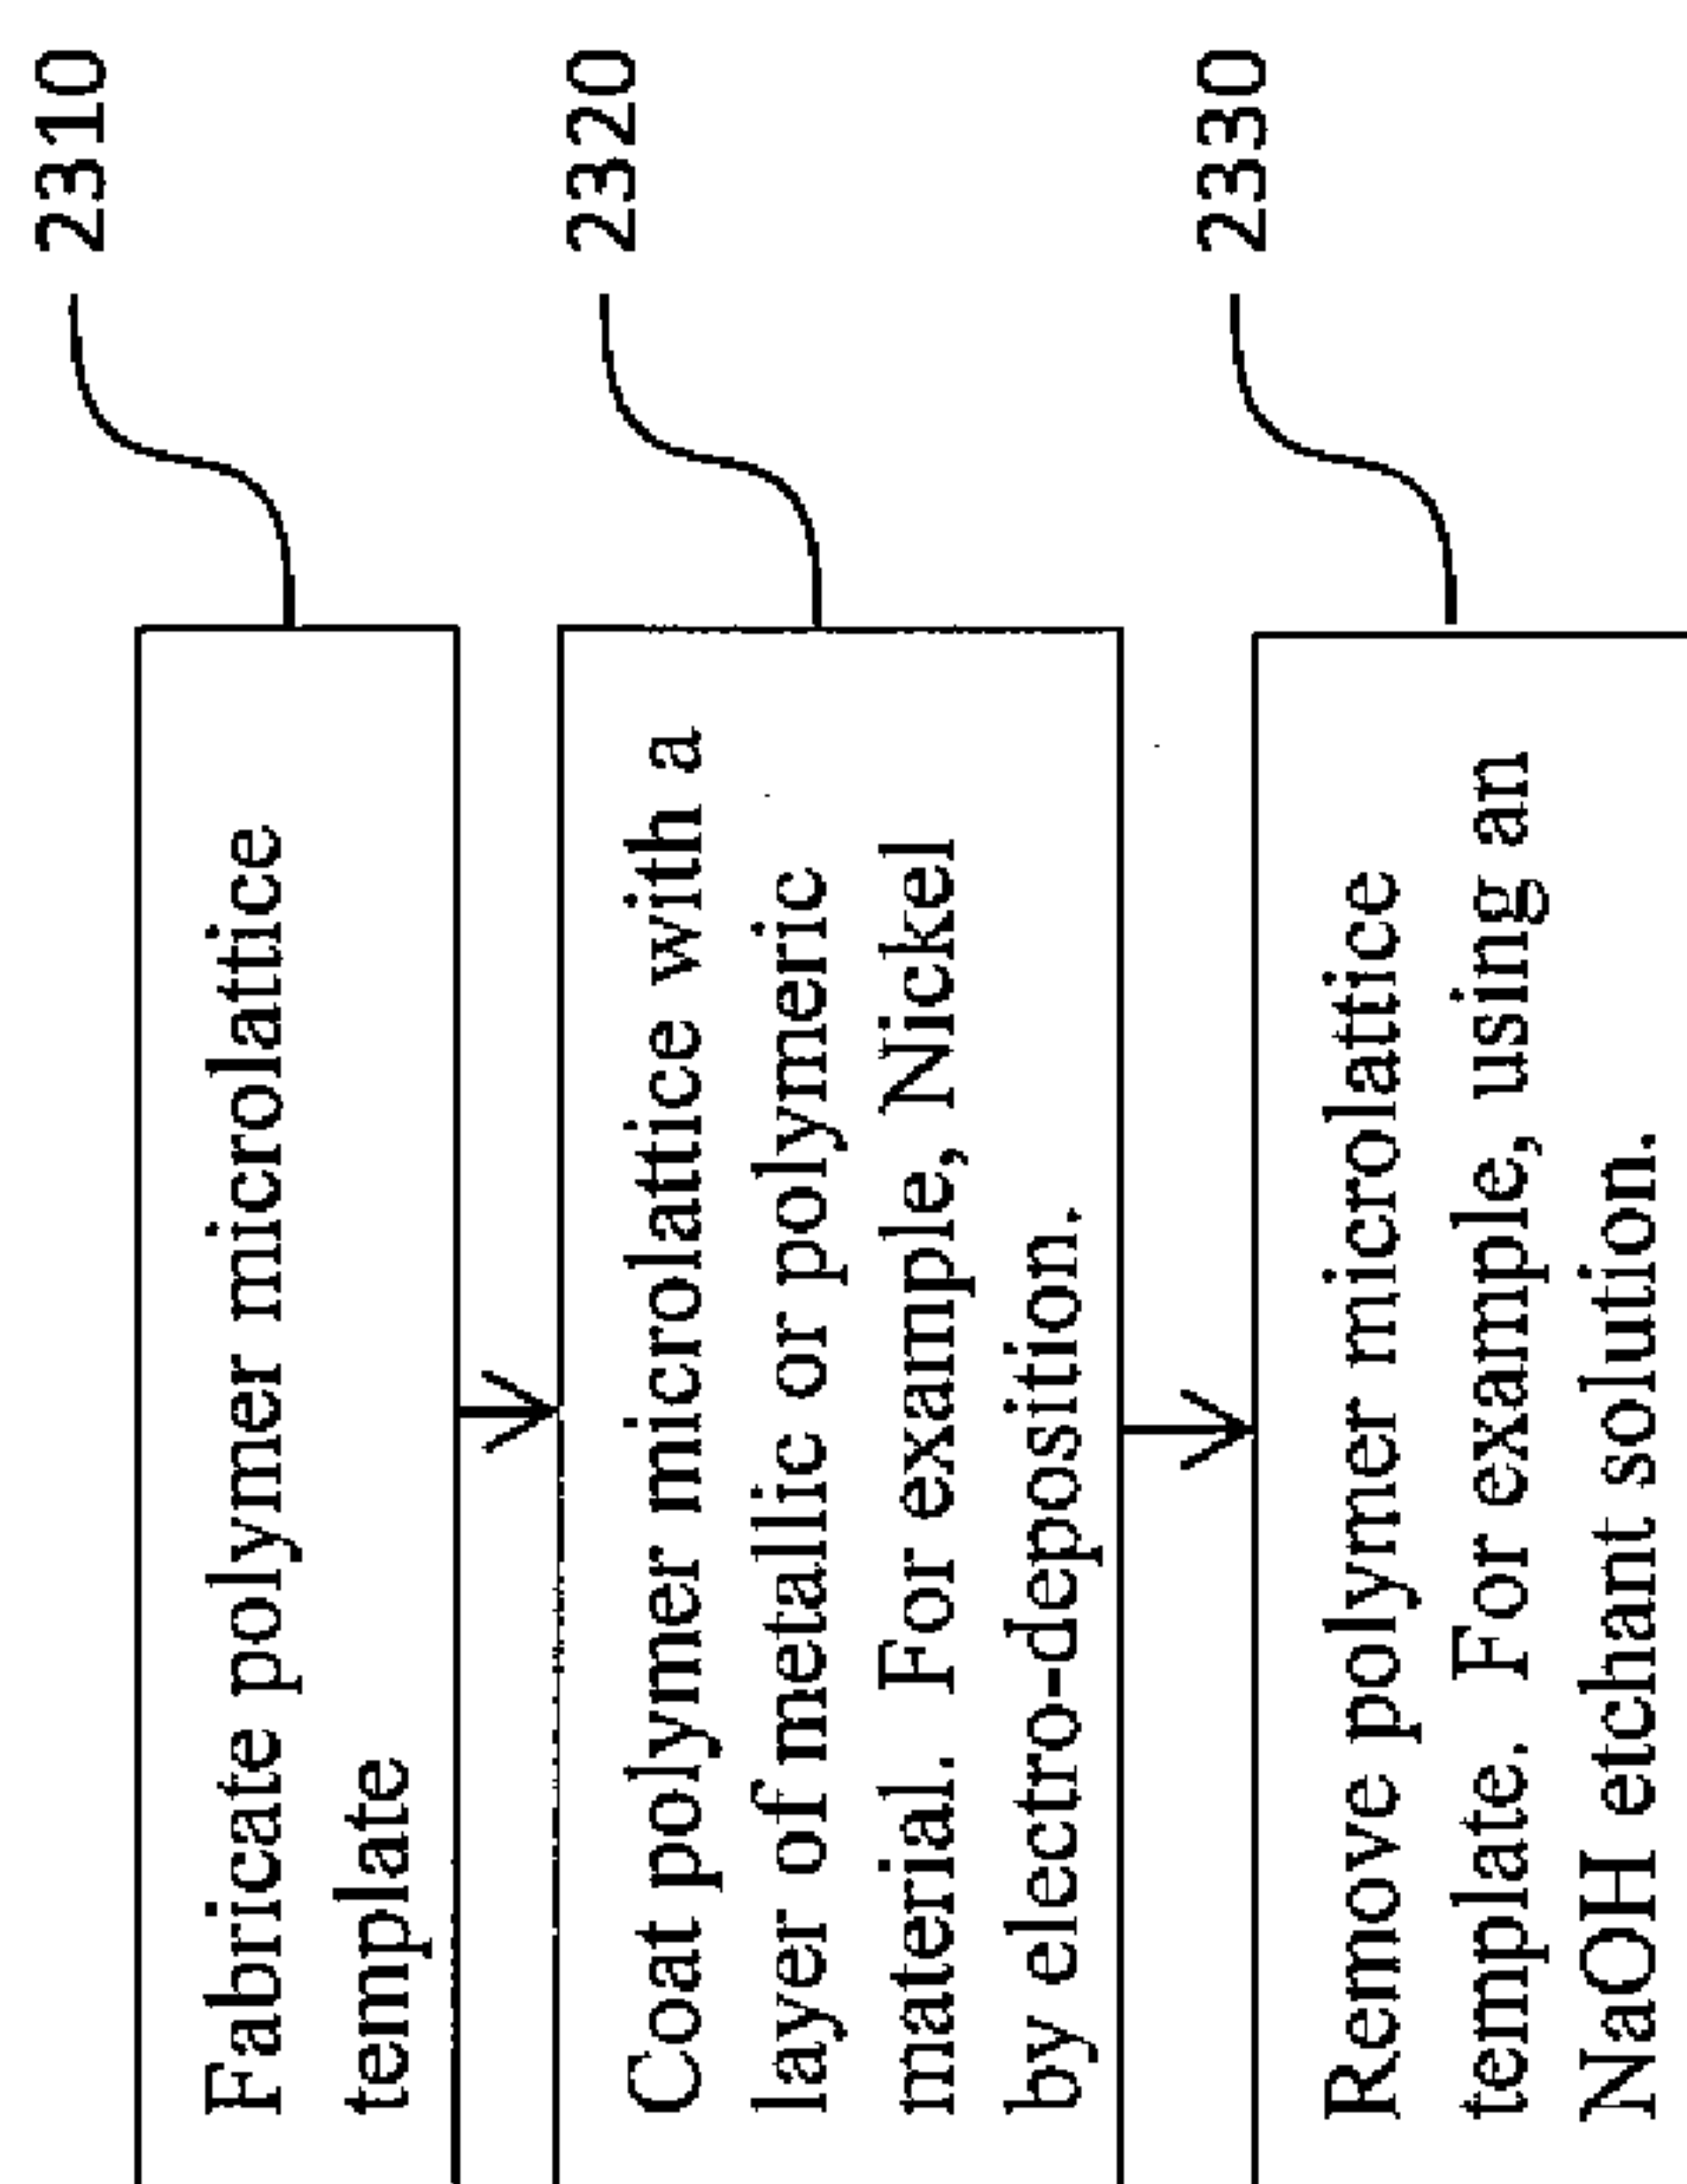 Fabricate polymer microlattice
template
2310
Coat polymer microlattice with a
layer of metallic or polymeric
material. For example, Nickel
by electro-deposition.
2320
Remove polymer microlattice
template. For example, using an
NaOH etchant solution.
2330